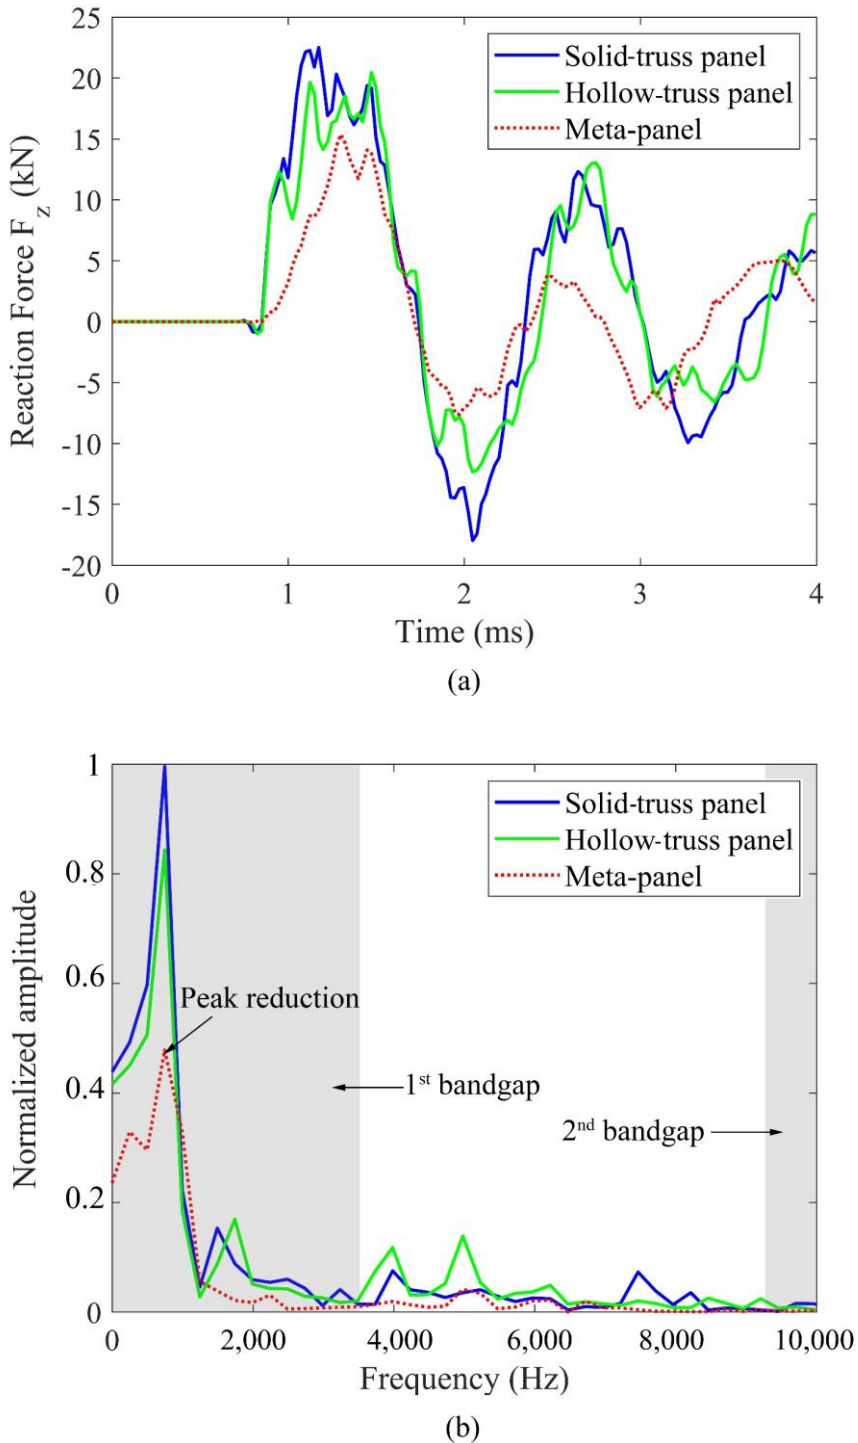 25
20
15
10
5
0
-5
-10
-15
-20
Reaction Force F_z (kN)
Solid-truss panel
Hollow-truss panel
Meta-panel
0 1 2 3 4
Time (ms)
(a)
1
0.8
0.6
0.4
0.2
0
Normalized amplitude
Solid-truss panel
Hollow-truss panel
Meta-panel
Peak reduction
1st bandgap
2nd bandgap
0 2,000 4,000 6,000 8,000 10,000
Frequency (Hz)
(b)